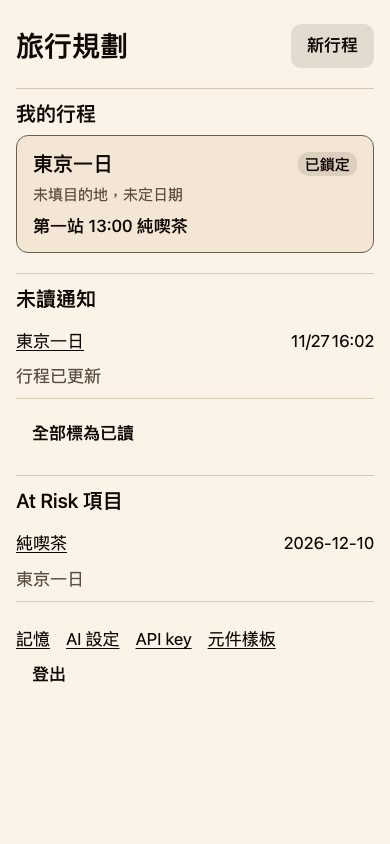 旅行規劃
新行程
我的行程
東京一日
已鎖定
未填目的地，未定日期
第一站 13:00 純喫茶
未讀通知
東京一日 11/27 16:02
行程已更新
全部標為已讀
At Risk 項目
純喫茶 2026-12-10
東京一日
記憶 AI 設定 API key 元件樣板
登出